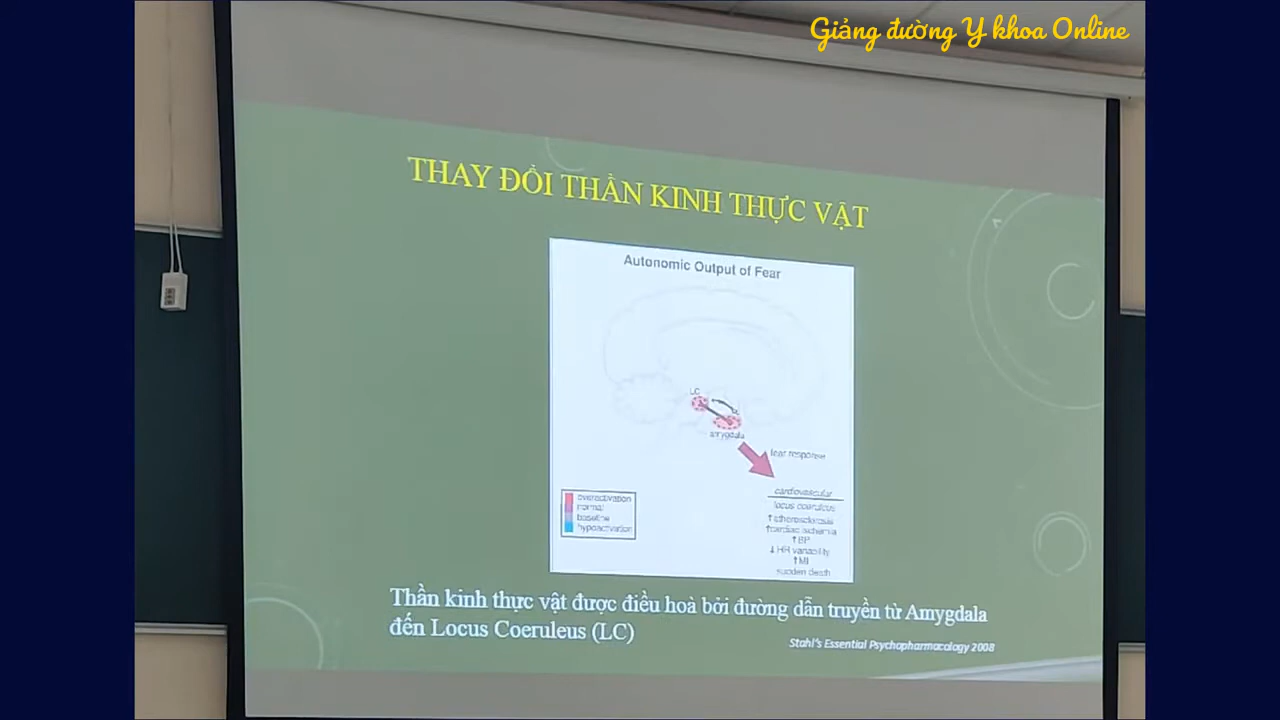 Giảng đường Y khoa Online
THAY ĐỔI THẦN KINH THỰC VẬT
Autonomic Output of Fear
LC
amygdala
fear response
cardiovascular
locus coeruleus
↑ atherosclerosis
↑ cardiac ischemia
↑ BP
↓ HR variability
↑ MI
sudden death
overactivation
normal
baseline
hypoactivation
Thần kinh thực vật được điều hoà bởi đường dẫn truyền từ Amygdala
đến Locus Coeruleus (LC)
Stahl's Essential Psychopharmacology 2008